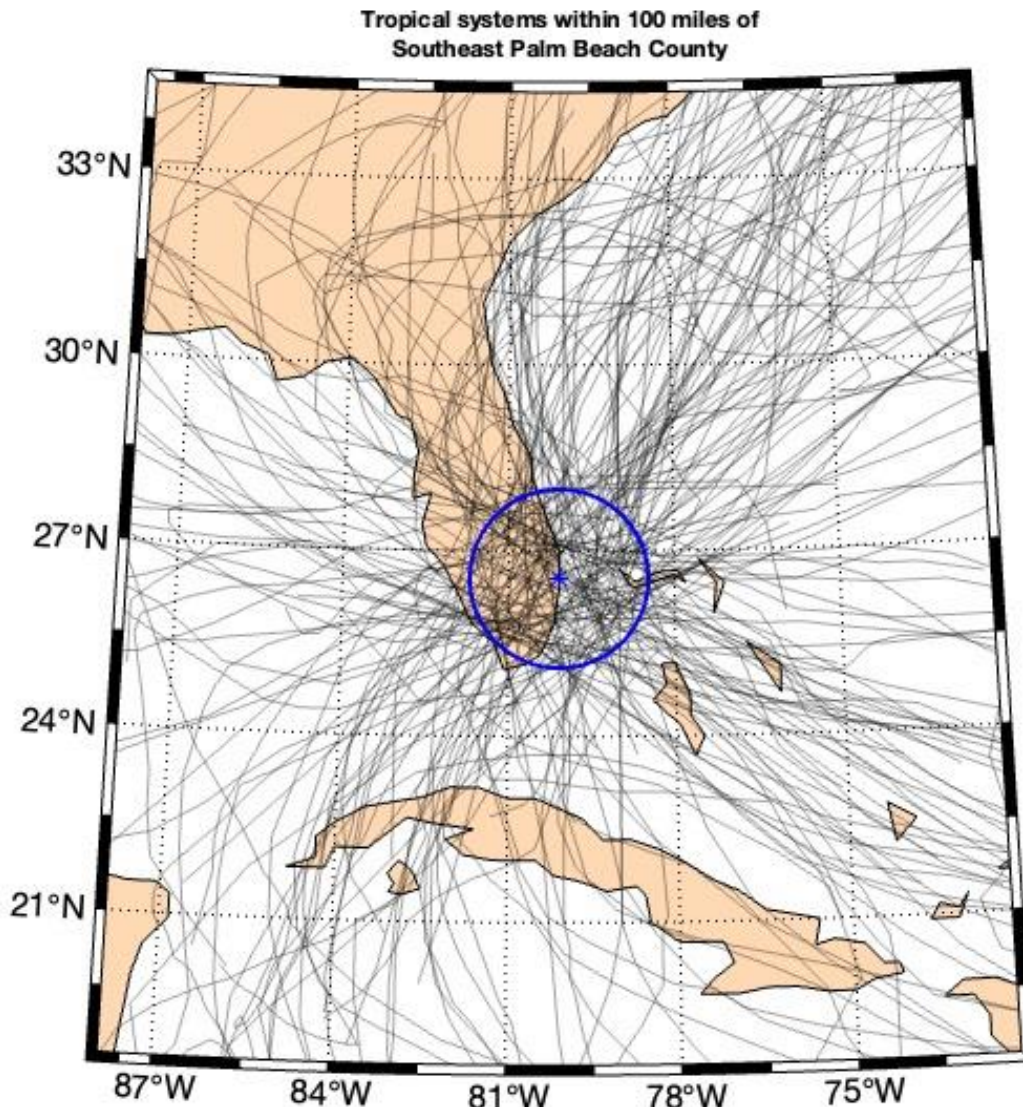 Tropical systems within 100 miles of
Southeast Palm Beach County
33°N
30°N
27°N
24°N
21°N
87°W
84°W
81°W
78°W
75°W